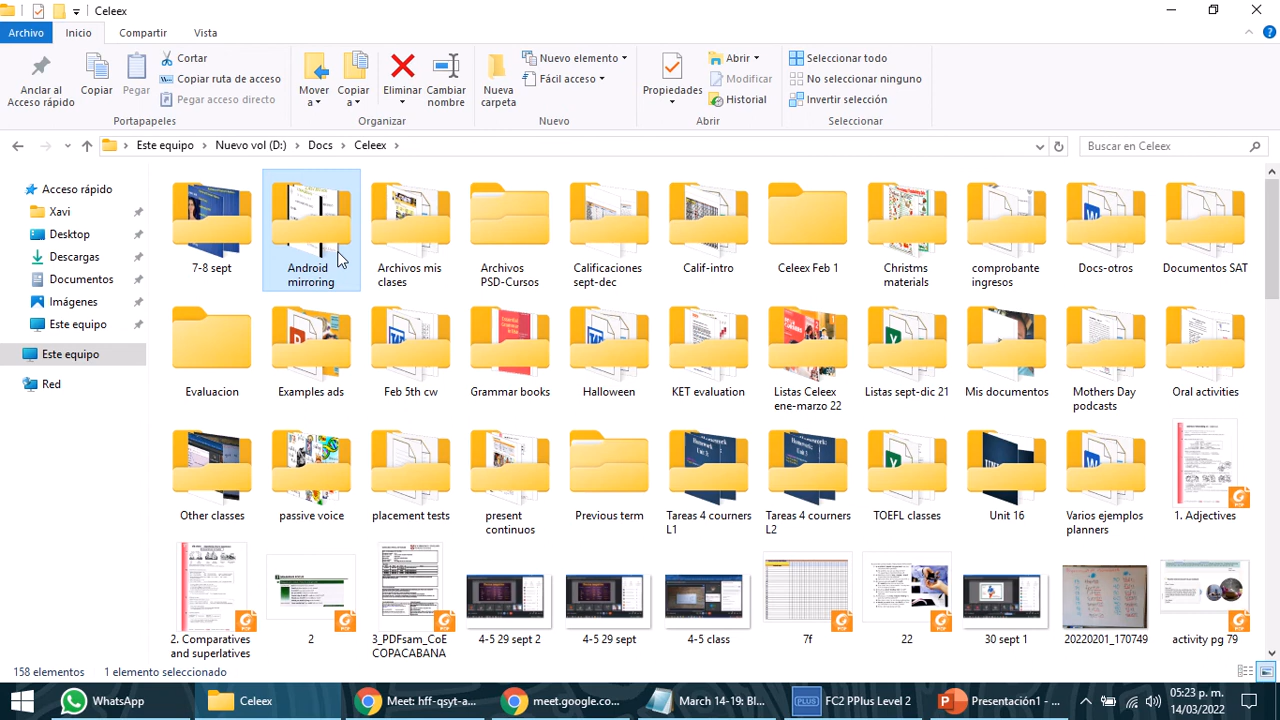 Celeex
Archivo Inicio Compartir Vista
Anclar al Acceso rápido
Copiar
Pegar
Cortar
Copiar ruta de acceso
Pegar acceso directo
Portapapeles
Mover a
Copiar a
Eliminar
Cambiar nombre
Organizar
Nueva carpeta
Nuevo elemento
Fácil acceso
Nuevo
Propiedades
Abrir
Modificar
Historial
Abrir
Seleccionar todo
No seleccionar ninguno
Invertir selección
Seleccionar
Este equipo > Nuevo vol (D:) > Docs > Celeex >
Buscar en Celeex
Acceso rápido
Xavi
Desktop
Descargas
Documentos
Imágenes
Este equipo
Este equipo
Red
7-8 sept
Android mirroring
Archivos mis clases
Archivos PSD-Cursos
Calificaciones sept-dec
Calif-intro
Celeex Feb 1
Christms materials
comprobante ingresos
Docs-otros
Documentos SAT
Evaluacion
Examples ads
Feb 5th cw
Grammar books
Halloween
KET evaluation
Listas Celeex ene-marzo 22
Listas sept-dic 21
Mis documentos
Mothers Day podcasts
Oral activities
Other classes
passive voice
placement tests
present continuos
Previous term
Tareas 4 courners L1
Tareas 4 courners L2
TOEFL classes
Unit 16
Varios ejemplos planners
1. Adjectives
2. Comparatives and superlatives
2
3_PDFsam_CoE COPACABANA
4-5 29 sept 2
4-5 29 sept
4-5 class
7f
22
30 sept 1
20220201_170749
activity pg 79
158 elementos 1 elemento seleccionado
WhatsApp
Celeex
Meet: hff-qsyt-a...
meet.google.co...
March 14-19: Bl...
PLUS
FC2 PPlus Level 2
Presentación1 - ...
05:23 p. m.
14/03/2022